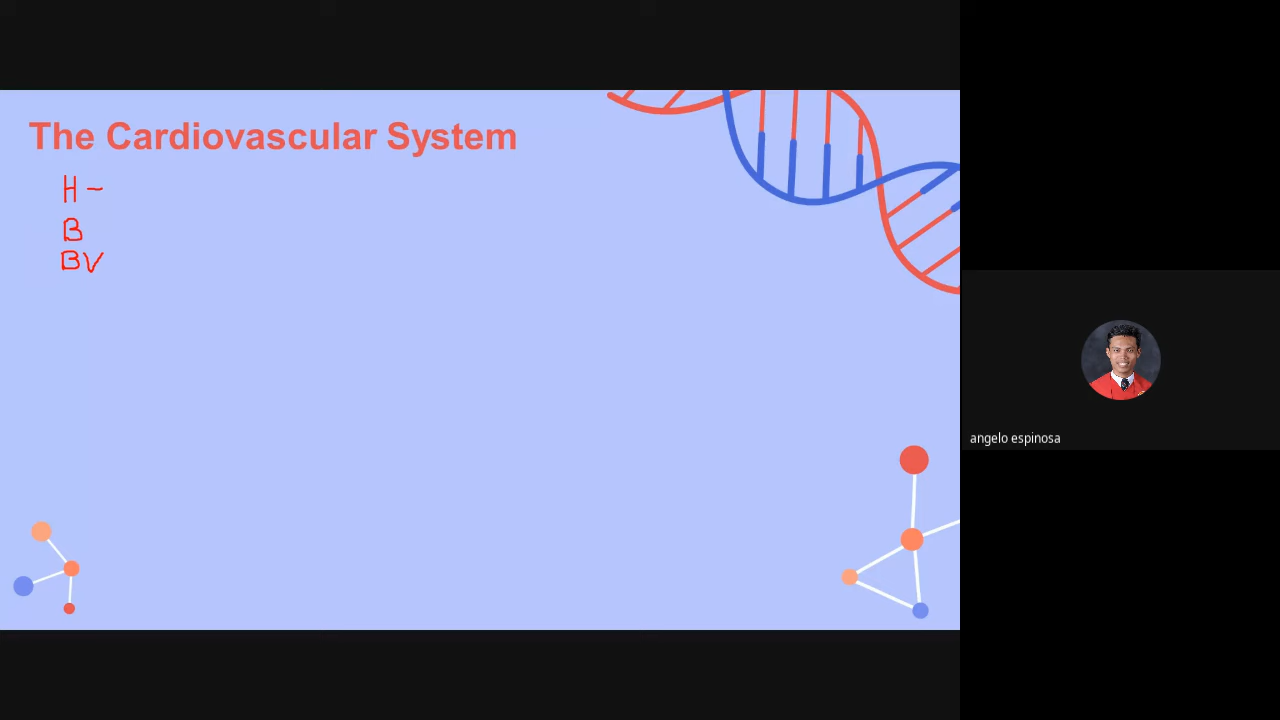 The Cardiovascular System
H -
B
BV
angelo espinosa